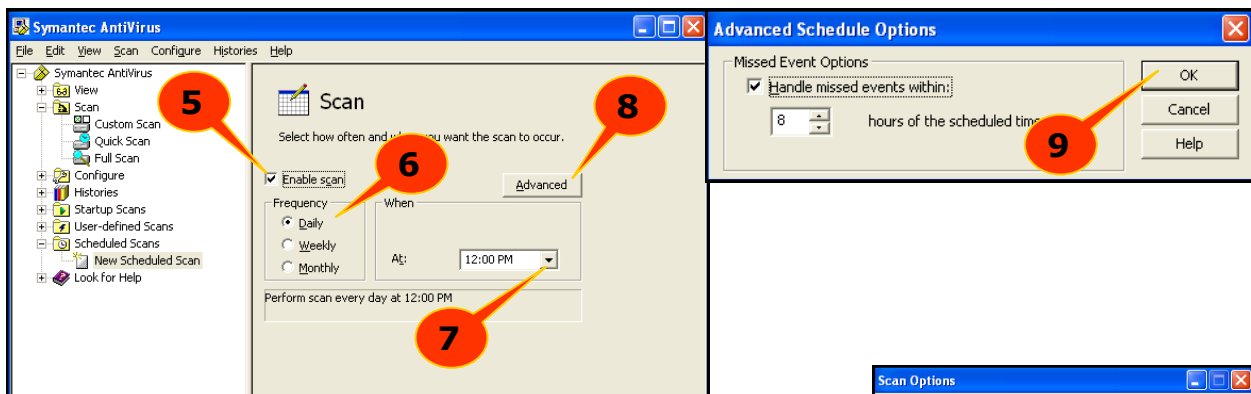 Symantec AntiVirus
File Edit View Scan Configure Histories Help
Symantec AntiVirus
View
Scan
Custom Scan
Quick Scan
Full Scan
Configure
Histories
Startup Scans
User-defined Scans
Scheduled Scans
New Scheduled Scan
Look for Help
5
Scan
Select how often and you want the scan to occur.
8
6
Enable scan
Advanced
Frequency
Daily
Weekly
Monthly
When
At: 12:00 PM
Perform scan every day at 12:00 PM
7
Advanced Schedule Options
Missed Event Options
Handle missed events within:
8 hours of the scheduled time
OK
Cancel
Help
9
Scan Options